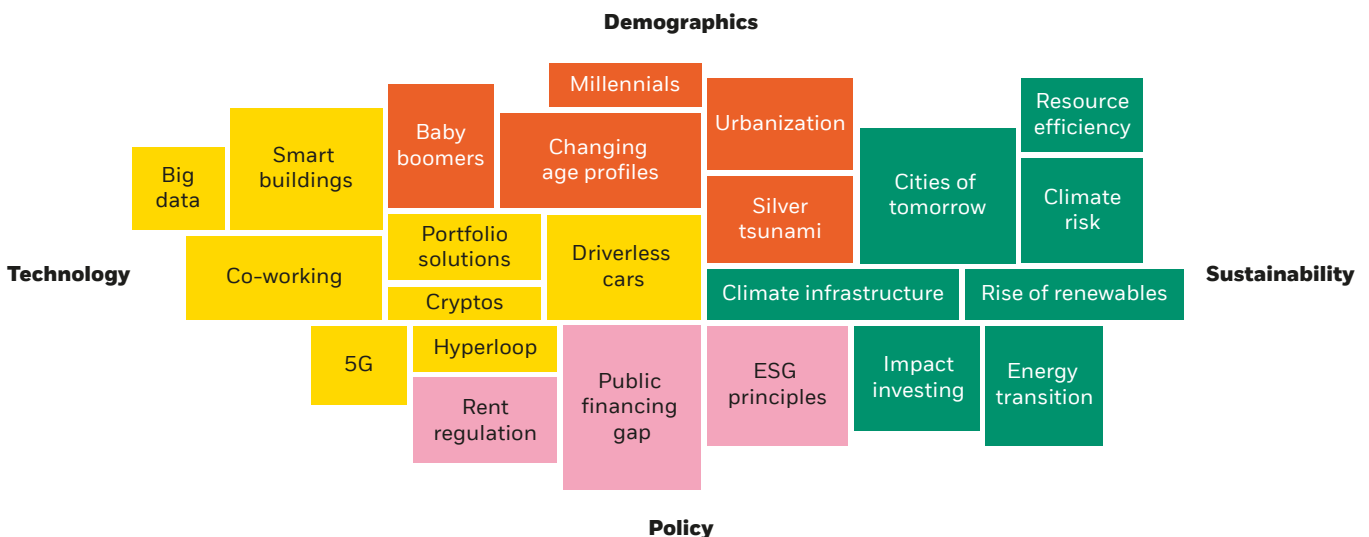 Demographics
Millennials
Baby
boomers
Changing
age profiles
Urbanization
Silver
tsunami
Resource
efficiency
Cities of
tomorrow
Climate
risk
Big
data
Smart
buildings
Technology
Co-working
Portfolio
solutions
Cryptos
Driverless
cars
Climate infrastructure
Rise of renewables
Sustainability
5G
Hyperloop
Rent
regulation
Public
financing
gap
ESG
principles
Impact
investing
Energy
transition
Policy